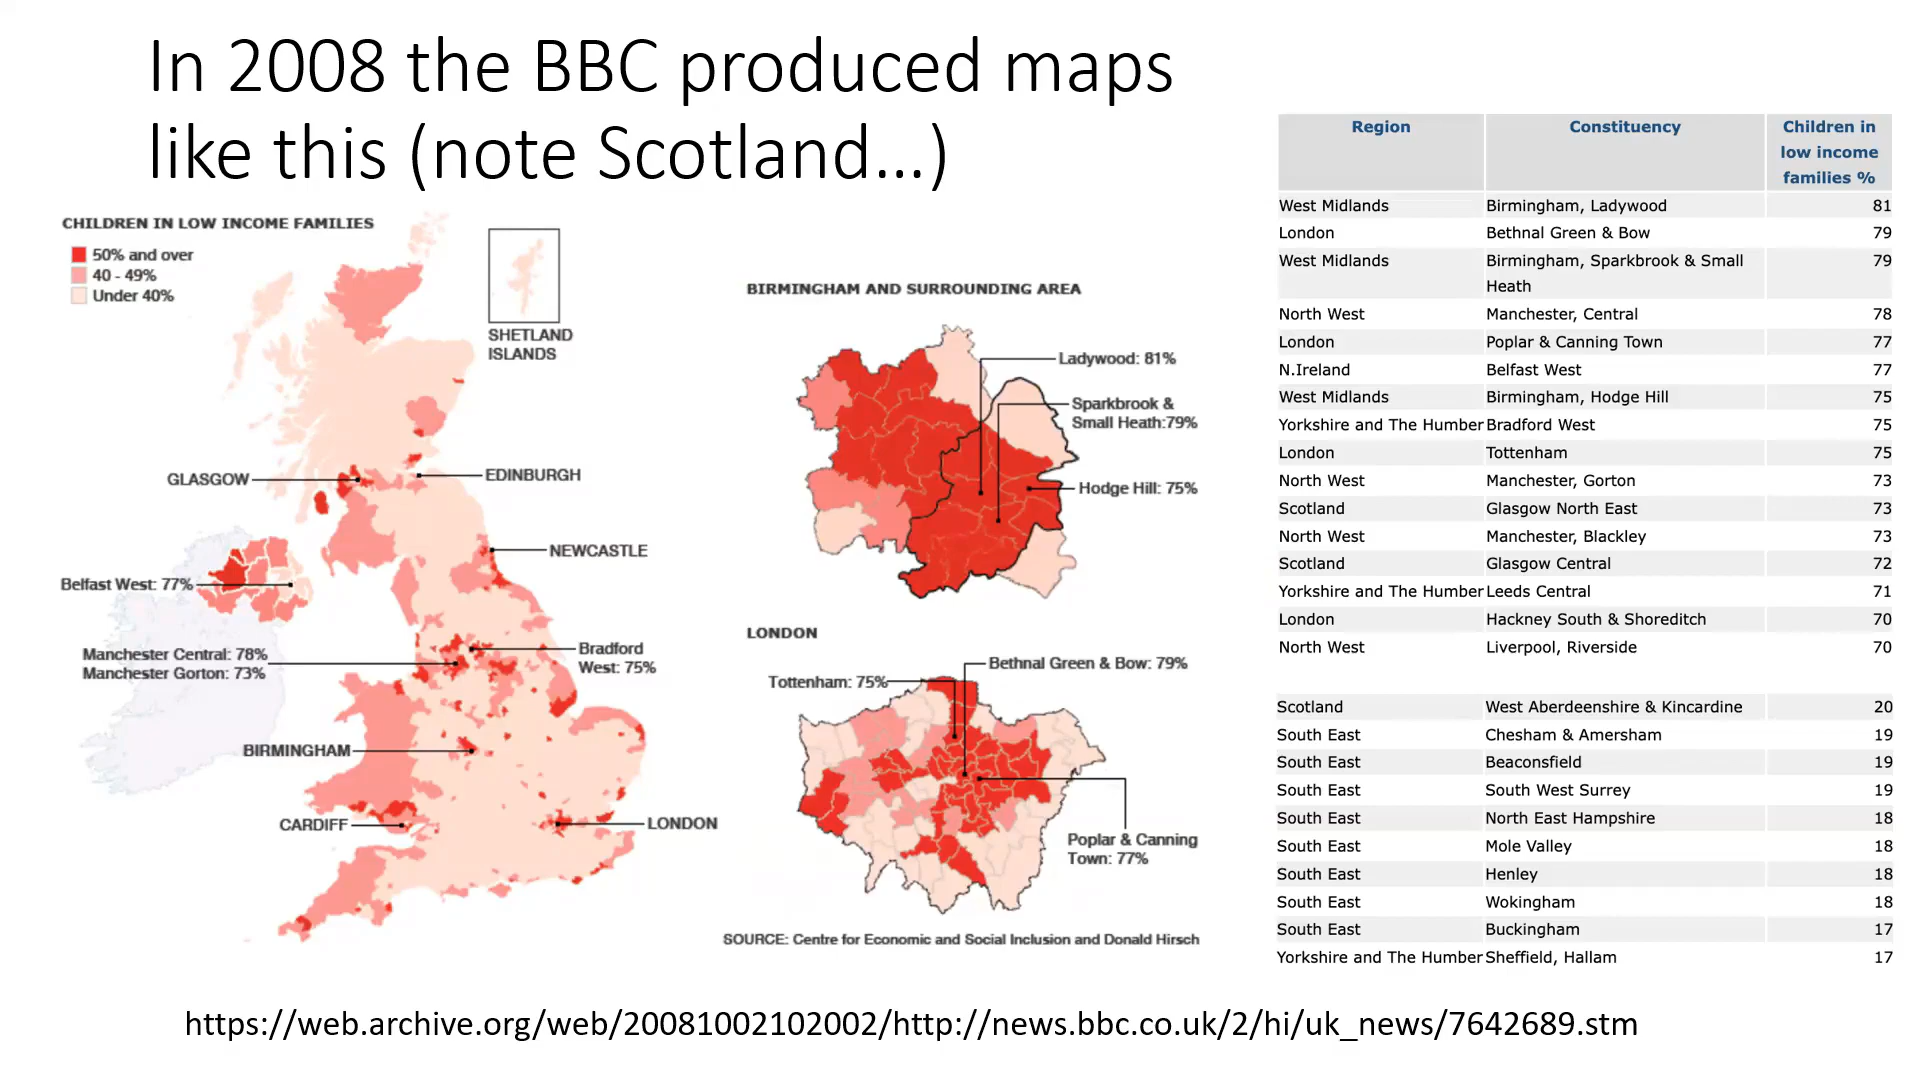 In 2008 the BBC produced maps
like this (note Scotland...)
CHILDREN IN LOW INCOME FAMILIES
50% and over
40 - 49%
Under 40%
SHETLAND
ISLANDS
GLASGOW
EDINBURGH
NEWCASTLE
Belfast West: 77%
Manchester Central: 78%
Manchester Gorton: 73%
Bradford
West: 75%
BIRMINGHAM
CARDIFF
LONDON
BIRMINGHAM AND SURROUNDING AREA
Ladywood: 81%
Sparkbrook &
Small Heath:79%
Hodge Hill: 75%
LONDON
Bethnal Green & Bow: 79%
Tottenham: 75%
Poplar & Canning
Town: 77%
SOURCE: Centre for Economic and Social Inclusion and Donald Hirsch
Region Constituency Children in
low income
families %
West Midlands Birmingham, Ladywood 81
London Bethnal Green & Bow 79
West Midlands Birmingham, Sparkbrook & Small 79
Heath
North West Manchester, Central 78
London Poplar & Canning Town 77
N.Ireland Belfast West 77
West Midlands Birmingham, Hodge Hill 75
Yorkshire and The Humber Bradford West 75
London Tottenham 75
North West Manchester, Gorton 73
Scotland Glasgow North East 73
North West Manchester, Blackley 73
Scotland Glasgow Central 72
Yorkshire and The Humber Leeds Central 71
London Hackney South & Shoreditch 70
North West Liverpool, Riverside 70
Scotland West Aberdeenshire & Kincardine 20
South East Chesham & Amersham 19
South East Beaconsfield 19
South East South West Surrey 19
South East North East Hampshire 18
South East Mole Valley 18
South East Henley 18
South East Wokingham 18
South East Buckingham 17
Yorkshire and The Humber Sheffield, Hallam 17
https://web.archive.org/web/20081002102002/http://news.bbc.co.uk/2/hi/uk_news/7642689.stm